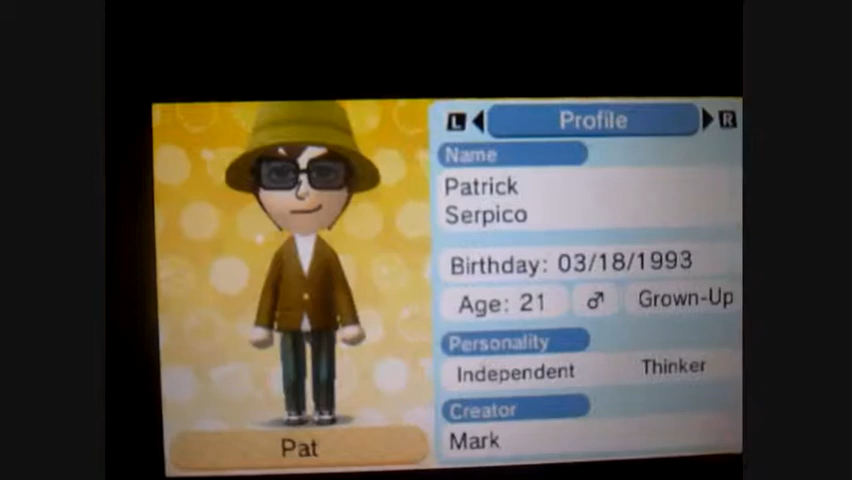 L Profile R
Name
Patrick
Serpico
Birthday: 03/18/1993
Age: 21 ♂ Grown-Up
Personality
Independent Thinker
Creator
Mark
Pat